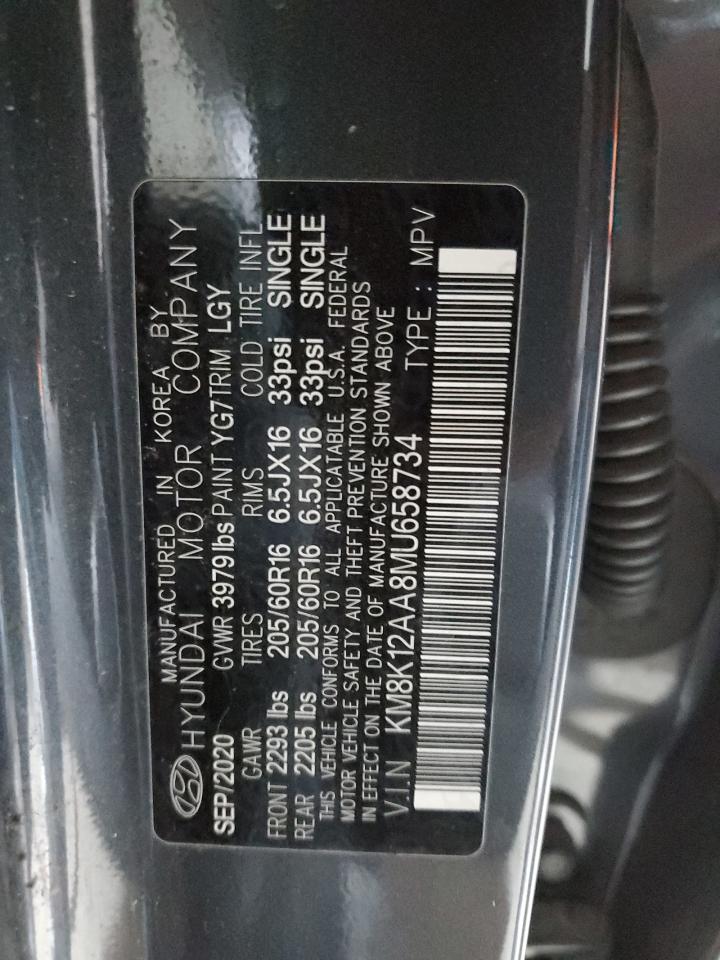 MANUFACTURED IN KOREA BY
HYUNDAI MOTOR COMPANY
SEP/2020 GVWR 3979 lbs PAINT YG7 TRIM LGY
GAWR TIRES RIMS COLD TIRE INFL
FRONT 2293 lbs 205/60R16 6.5JX16 33psi SINGLE
REAR 2205 lbs 205/60R16 6.5JX16 33psi SINGLE
THIS VEHICLE CONFORMS TO ALL APPLICATABLE U.S.A. FEDERAL
MOTOR VEHICLE SAFETY AND THEFT PREVENTION STANDARDS
IN EFFECT ON THE DATE OF MANUFACTURE SHOWN ABOVE
V.I.N KM8K12AA8MU658734 TYPE : MPV